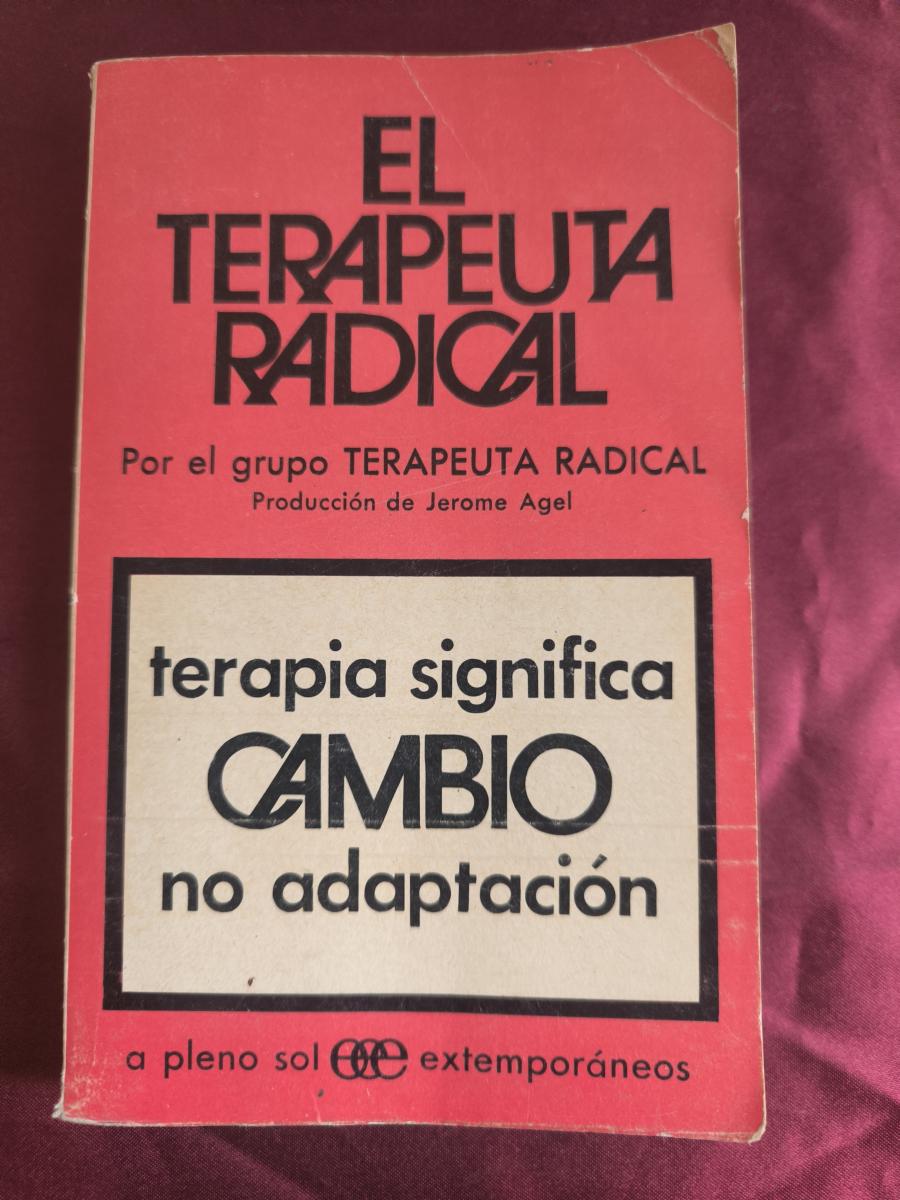 EL
TERAPEUTA
RADICAL
Por el grupo TERAPEUTA RADICAL
Producción de Jerome Agel
terapia significa
CAMBIO
no adaptación
a pleno sol eee extemporáneos